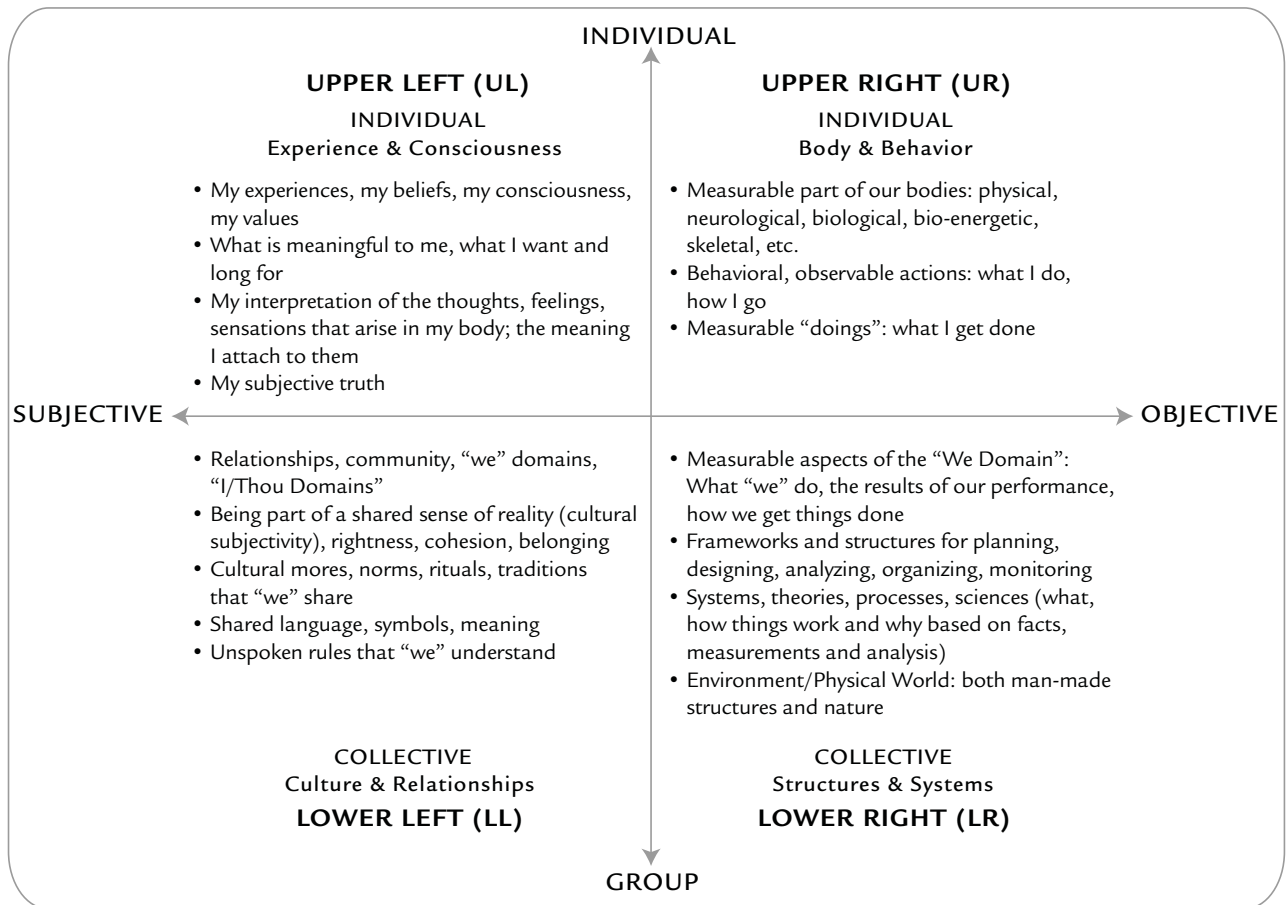 INDIVIDUAL
UPPER LEFT (UL)
INDIVIDUAL
Experience & Consciousness
• My experiences, my beliefs, my consciousness,
my values
• What is meaningful to me, what I want and
long for
• My interpretation of the thoughts, feelings,
sensations that arise in my body; the meaning
I attach to them
• My subjective truth
UPPER RIGHT (UR)
INDIVIDUAL
Body & Behavior
• Measurable part of our bodies: physical,
neurological, biological, bio-energetic,
skeletal, etc.
• Behavioral, observable actions: what I do,
how I go
• Measurable “doings”: what I get done
SUBJECTIVE
OBJECTIVE
• Relationships, community, “we” domains,
“I/Thou Domains”
• Being part of a shared sense of reality (cultural
subjectivity), rightness, cohesion, belonging
• Cultural mores, norms, rituals, traditions
that “we” share
• Shared language, symbols, meaning
• Unspoken rules that “we” understand
COLLECTIVE
Culture & Relationships
LOWER LEFT (LL)
• Measurable aspects of the “We Domain”:
What “we” do, the results of our performance,
how we get things done
• Frameworks and structures for planning,
designing, analyzing, organizing, monitoring
• Systems, theories, processes, sciences (what,
how things work and why based on facts,
measurements and analysis)
• Environment/Physical World: both man-made
structures and nature
COLLECTIVE
Structures & Systems
LOWER RIGHT (LR)
GROUP